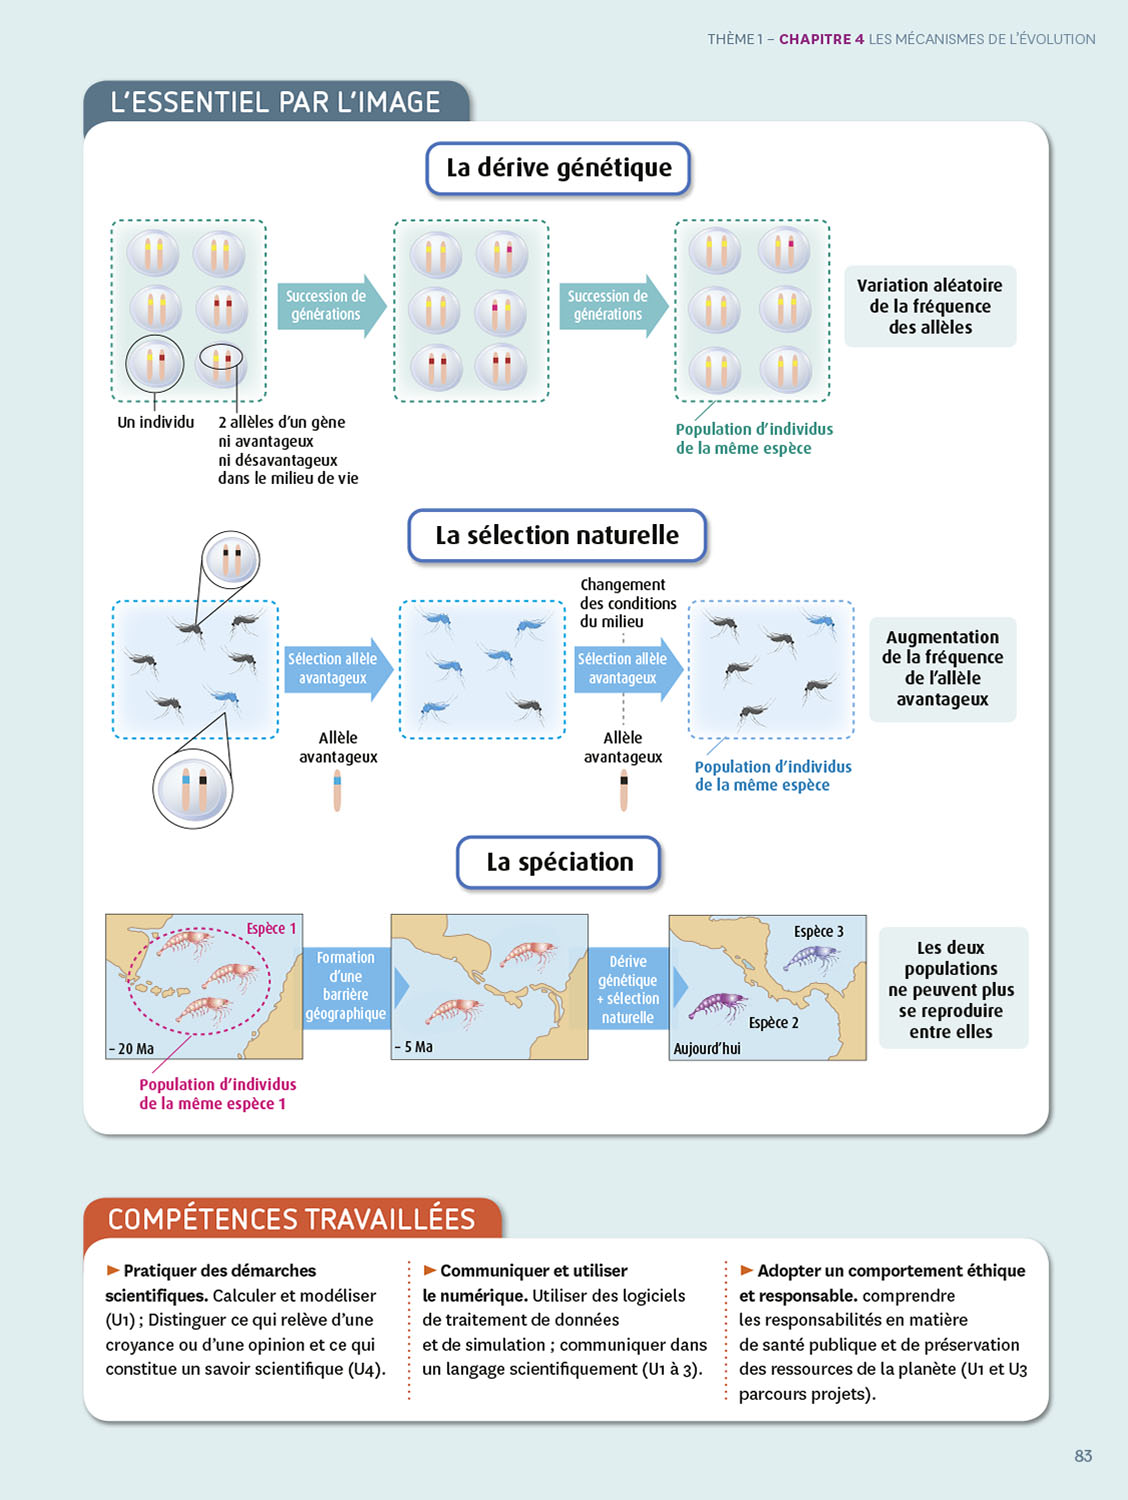 THÈME 1 – CHAPITRE 4 LES MÉCANISMES DE L'ÉVOLUTION
L'ESSENTIEL PAR L'IMAGE
La dérive génétique
Succession de
générations
Succession de
générations
Variation aléatoire
de la fréquence
des allèles
Un individu
2 allèles d'un gène
ni avantageux
ni désavantageux
dans le milieu de vie
Population d'individus
de la même espèce
La sélection naturelle
Changement
des conditions
du milieu
Sélection allèle
avantageux
Sélection allèle
avantageux
Augmentation
de la fréquence
de l'allèle
avantageux
Allèle
avantageux
Allèle
avantageux
Population d'individus
de la même espèce
La spéciation
Espèce 1
– 20 Ma
Formation
d'une
barrière
géographique
– 5 Ma
Dérive
génétique
+ sélection
naturelle
Espèce 3
Espèce 2
Aujourd'hui
Les deux
populations
ne peuvent plus
se reproduire
entre elles
Population d'individus
de la même espèce 1
COMPÉTENCES TRAVAILLÉES
► Pratiquer des démarches
scientifiques. Calculer et modéliser
(U1) ; Distinguer ce qui relève d'une
croyance ou d'une opinion et ce qui
constitue un savoir scientifique (U4).
► Communiquer et utiliser
le numérique. Utiliser des logiciels
de traitement de données
et de simulation ; communiquer dans
un langage scientifiquement (U1 à 3).
► Adopter un comportement éthique
et responsable. comprendre
les responsabilités en matière
de santé publique et de préservation
des ressources de la planète (U1 et U3
parcours projets).
83